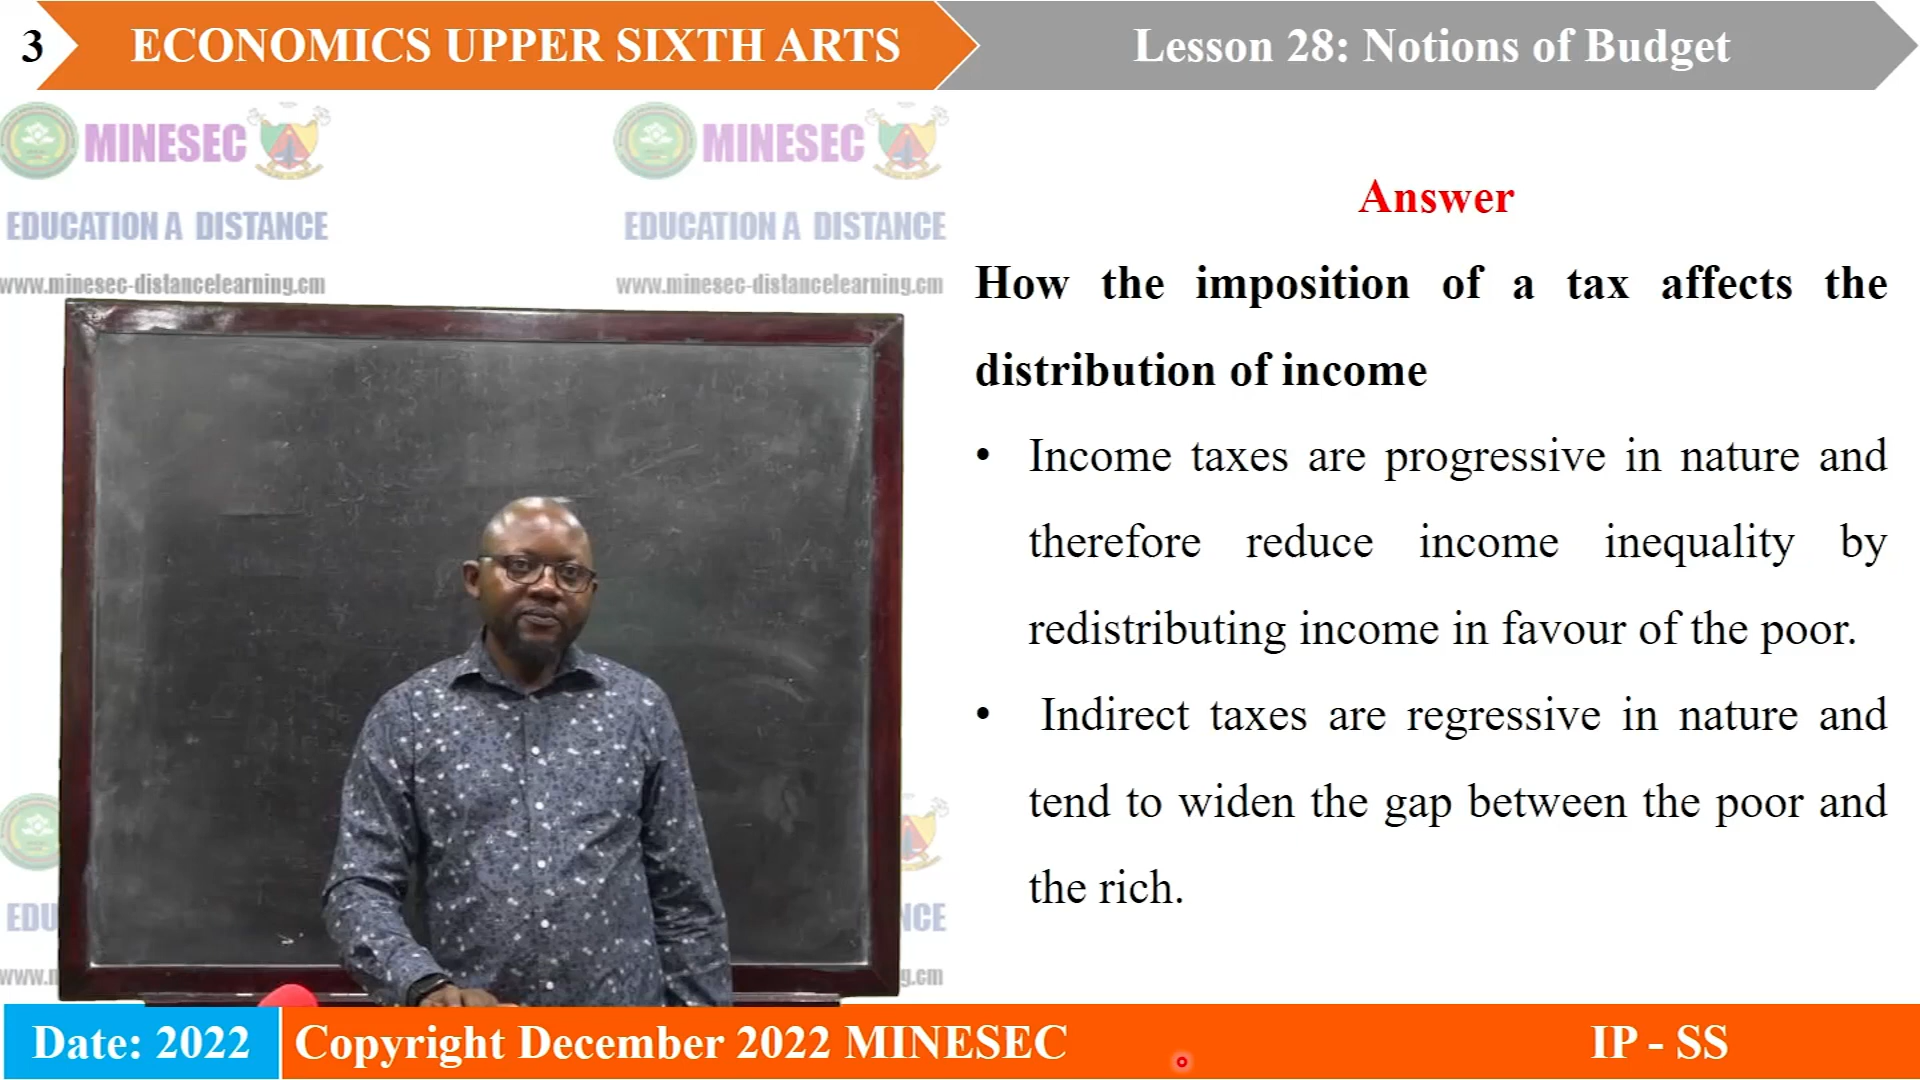 3
ECONOMICS UPPER SIXTH ARTS
Lesson 28: Notions of Budget
MINESEC
MINESEC
EDUCATION A DISTANCE
EDUCATION A DISTANCE
www.minesec-distancelearning.cm
www.minesec-distancelearning.cm
Answer
How the imposition of a tax affects the
distribution of income
• Income taxes are progressive in nature and
therefore reduce income inequality by
redistributing income in favour of the poor.
• Indirect taxes are regressive in nature and
tend to widen the gap between the poor and
the rich.
EDU
NCE
www.m
g.cm
Date: 2022
Copyright December 2022 MINESEC
IP - SS